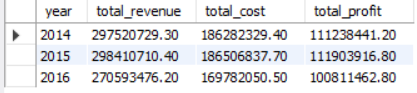 year total_revenue total_cost total_profit
2014 297520729.30 186282329.40 111238441.20
2015 298410710.40 186506837.70 111903916.80
2016 270593476.20 169782050.50 100811462.80